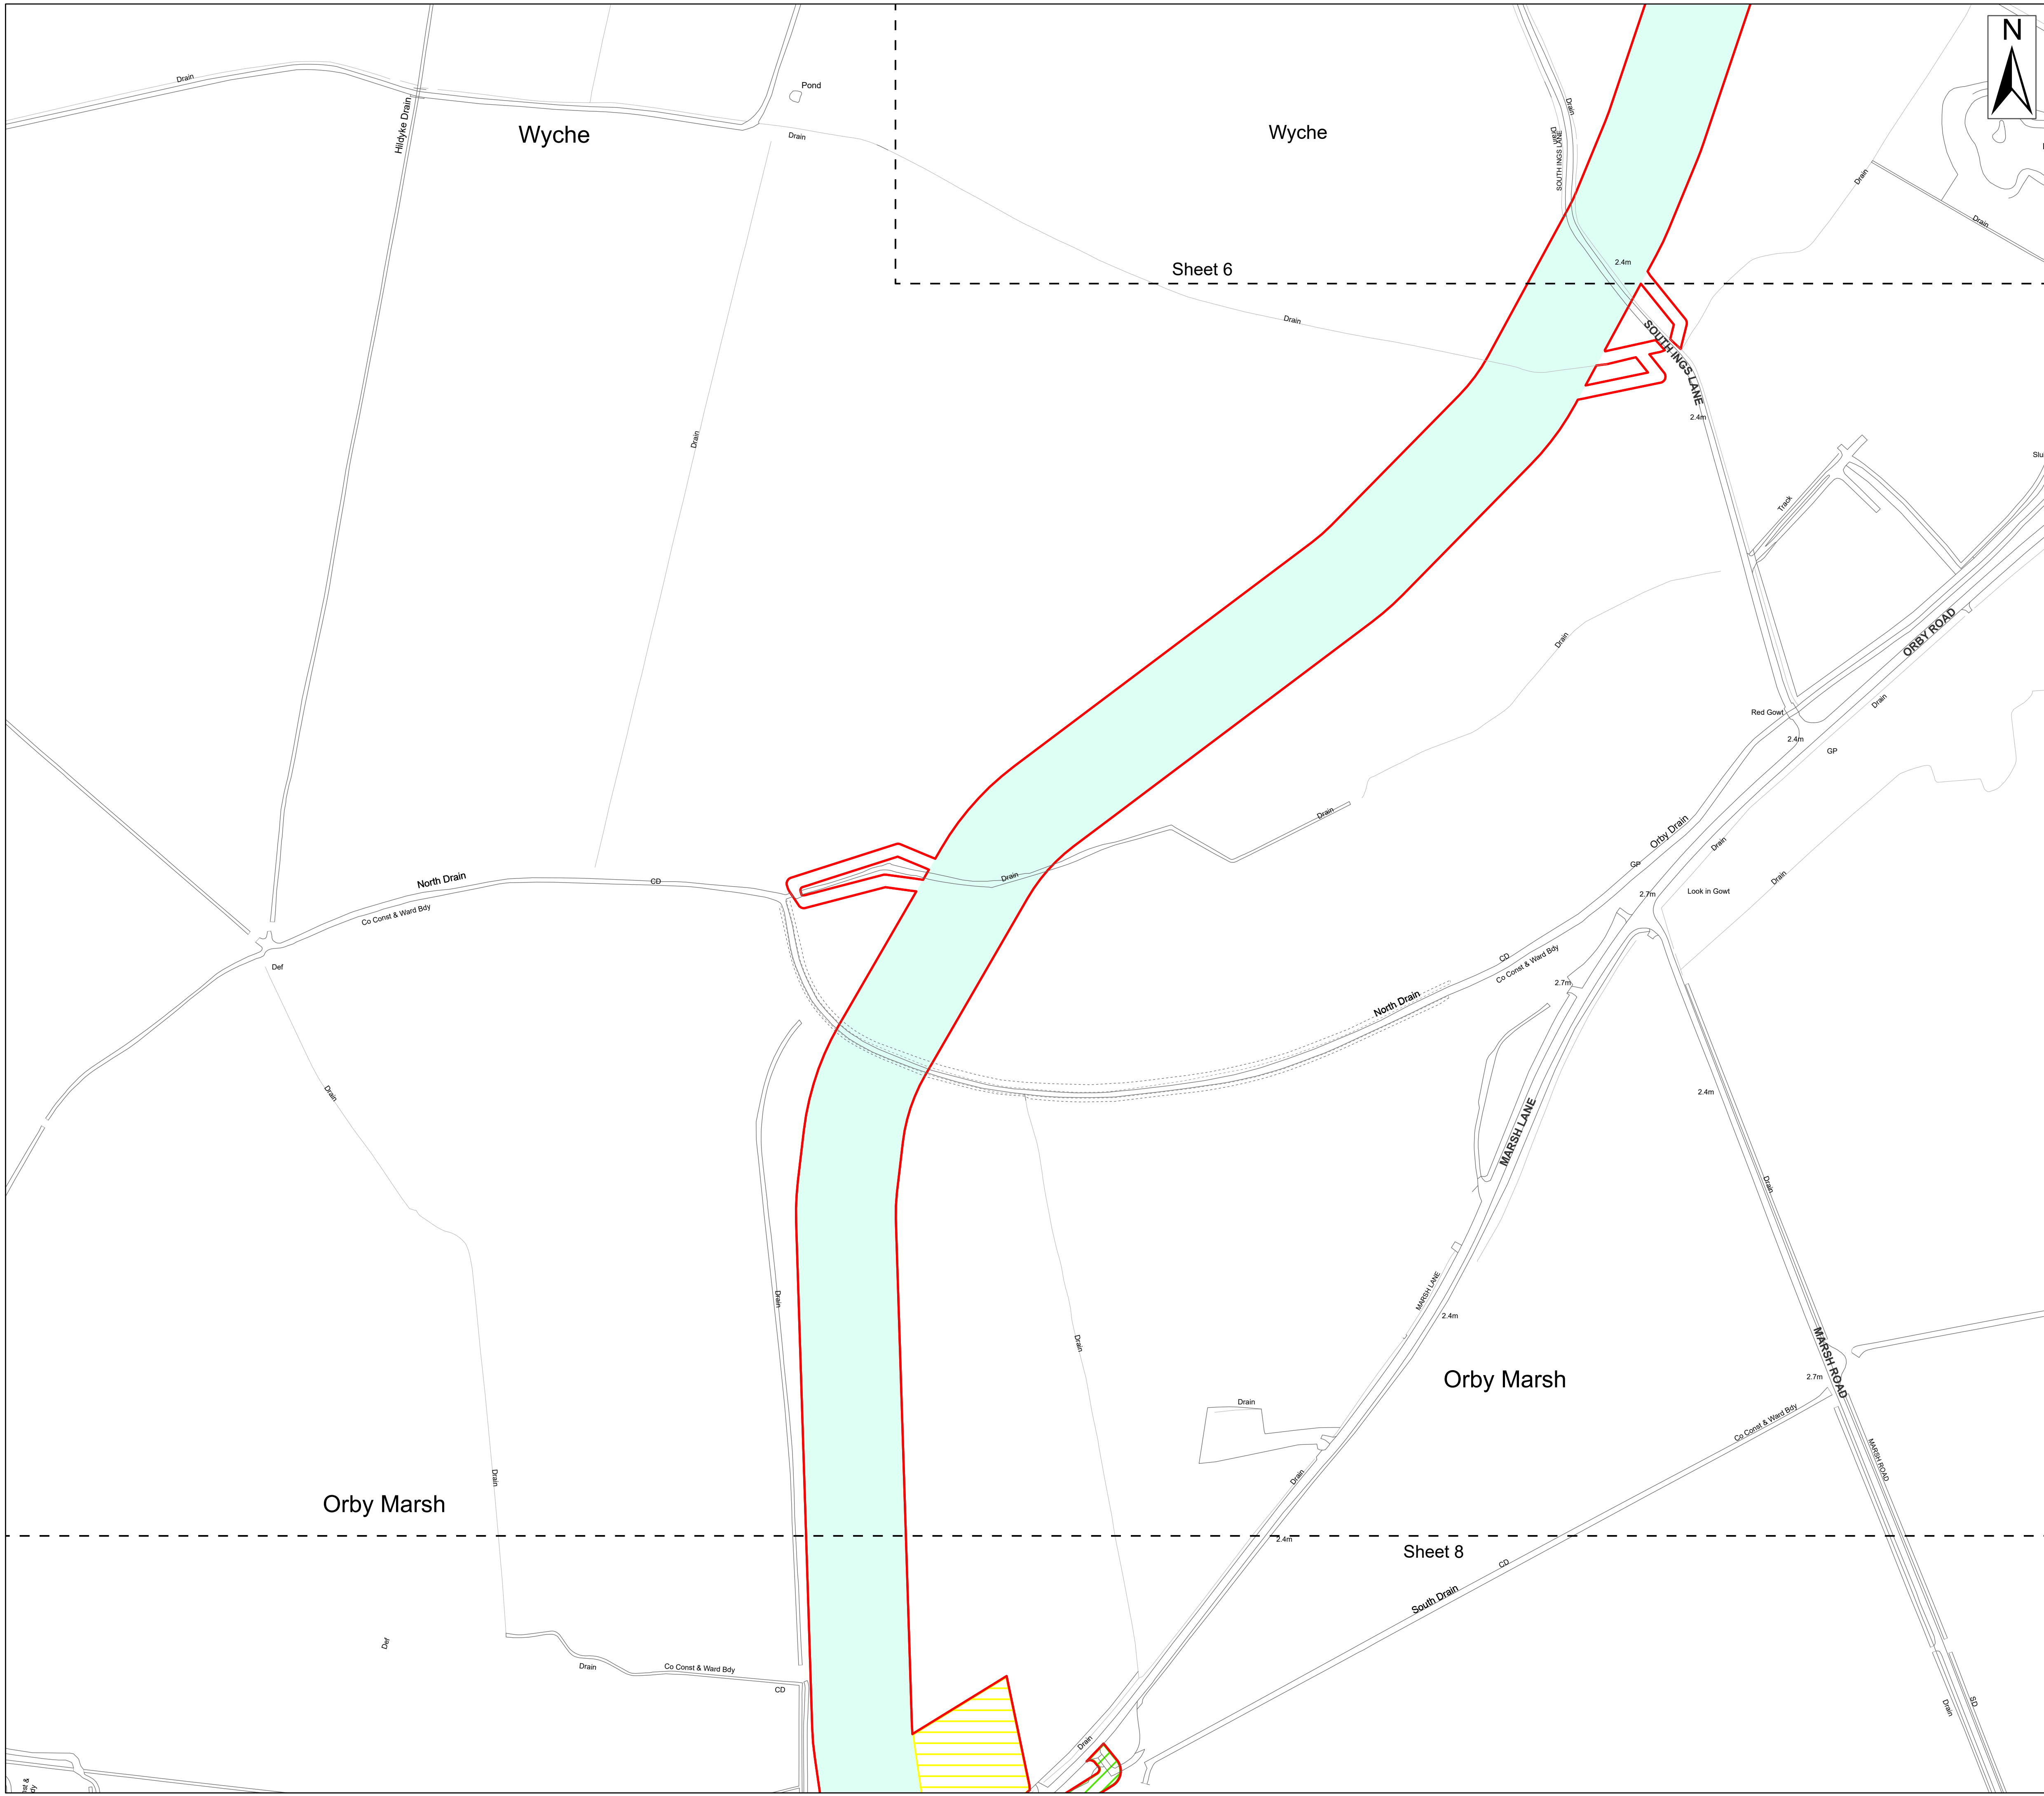 N
Drain
Pond
Hildyke Drain
Wyche
Drain
Wyche
Drain
Drain
SOUTH INGS LANE
Drain
Drain
2.4m
Sheet 6
Drain
SOUTH INGS LANE
2.4m
Drain
Slu
Track
ORBY ROAD
Drain
Drain
Red Gowt
2.4m
GP
Drain
Orby Drain
Drain
GP
North Drain
CD
Drain
Drain
Look in Gowt
2.7m
Co Const & Ward Bdy
CD
Co Const & Ward Bdy
Def
2.7m
North Drain
Drain
2.4m
MARSH LANE
Drain
Drain
MARSH LANE
2.4m
Drain
MARSH ROAD
2.7m
Orby Marsh
Drain
Co Const & Ward Bdy
MARSH ROAD
Drain
Drain
Orby Marsh
2.4m
Sheet 8
CD
South Drain
Def
Drain
Co Const & Ward Bdy
CD
SD
Drain
Drain
st &
dy